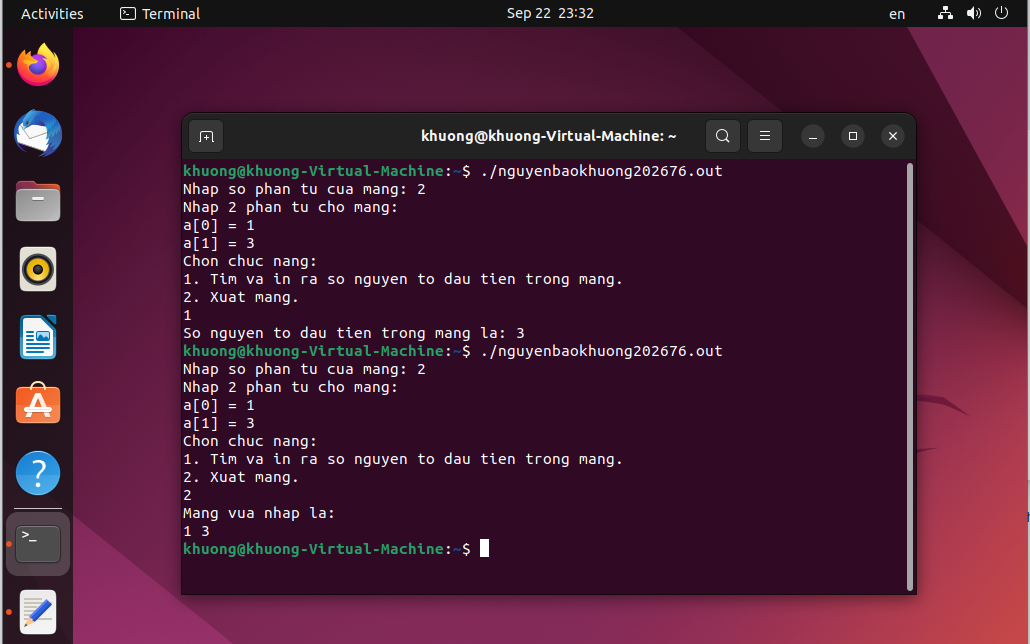 Activities Terminal Sep 22 23:32 en
khuong@khuong-Virtual-Machine: ~
khuong@khuong-Virtual-Machine:~$ ./nguyenbaokhuong202676.out
Nhap so phan tu cua mang: 2
Nhap 2 phan tu cho mang:
a[0] = 1
a[1] = 3
Chon chuc nang:
1. Tim va in ra so nguyen to dau tien trong mang.
2. Xuat mang.
1
So nguyen to dau tien trong mang la: 3
khuong@khuong-Virtual-Machine:~$ ./nguyenbaokhuong202676.out
Nhap so phan tu cua mang: 2
Nhap 2 phan tu cho mang:
a[0] = 1
a[1] = 3
Chon chuc nang:
1. Tim va in ra so nguyen to dau tien trong mang.
2. Xuat mang.
2
Mang vua nhap la:
1 3
khuong@khuong-Virtual-Machine:~$